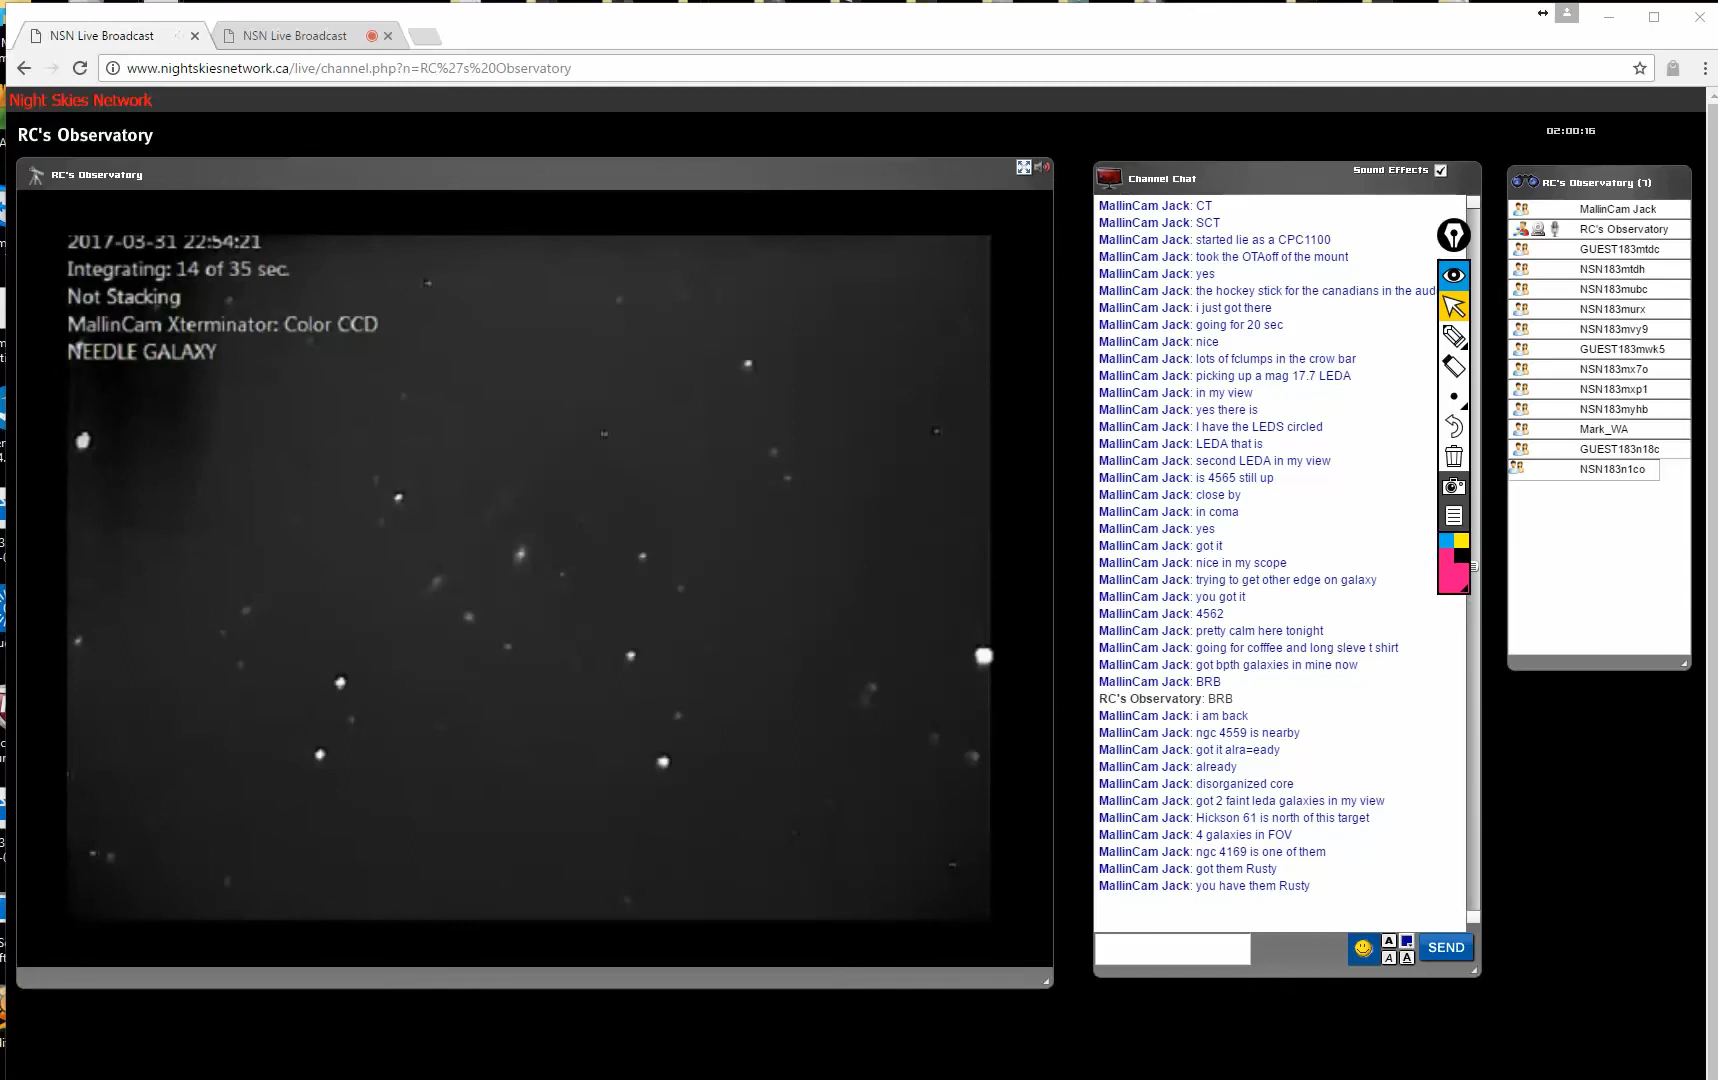 NSN Live Broadcast
NSN Live Broadcast
www.nightskiesnetwork.ca/live/channel.php?n=RC%27s%20Observatory
Night Skies Network
RC's Observatory
02:00:16
RC's Observatory
2017-03-31 22:54:21
Integrating: 14 of 35 sec.
Not Stacking
MallinCam Xterminator: Color CCD
NEEDLE GALAXY
Channel Chat
Sound Effects
MallinCam Jack: CT
MallinCam Jack: SCT
MallinCam Jack: started lie as a CPC1100
MallinCam Jack: took the OTAoff of the mount
MallinCam Jack: yes
MallinCam Jack: the hockey stick for the canadians in the aud
MallinCam Jack: i just got there
MallinCam Jack: going for 20 sec
MallinCam Jack: nice
MallinCam Jack: lots of fclumps in the crow bar
MallinCam Jack: picking up a mag 17.7 LEDA
MallinCam Jack: in my view
MallinCam Jack: yes there is
MallinCam Jack: I have the LEDS circled
MallinCam Jack: LEDA that is
MallinCam Jack: second LEDA in my view
MallinCam Jack: is 4565 still up
MallinCam Jack: close by
MallinCam Jack: in coma
MallinCam Jack: yes
MallinCam Jack: got it
MallinCam Jack: nice in my scope
MallinCam Jack: trying to get other edge on galaxy
MallinCam Jack: you got it
MallinCam Jack: 4562
MallinCam Jack: pretty calm here tonight
MallinCam Jack: going for cofffee and long sleve t shirt
MallinCam Jack: got bpth galaxies in mine now
MallinCam Jack: BRB
RC's Observatory: BRB
MallinCam Jack: i am back
MallinCam Jack: ngc 4559 is nearby
MallinCam Jack: got it alra=eady
MallinCam Jack: already
MallinCam Jack: disorganized core
MallinCam Jack: got 2 faint leda galaxies in my view
MallinCam Jack: Hickson 61 is north of this target
MallinCam Jack: 4 galaxies in FOV
MallinCam Jack: ngc 4169 is one of them
MallinCam Jack: got them Rusty
MallinCam Jack: you have them Rusty
A
A A
SEND
RC's Observatory (7)
MallinCam Jack
RC's Observatory
GUEST183mtdc
NSN183mtdh
NSN183mubc
NSN183murx
NSN183mvy9
GUEST183mwk5
NSN183mx7o
NSN183mxp1
NSN183myhb
Mark_WA
GUEST183n18c
NSN183n1co